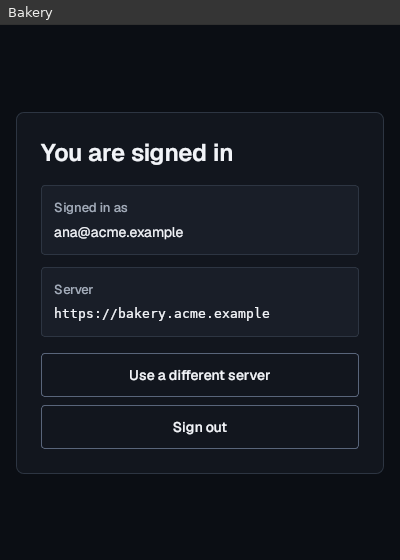 Bakery
You are signed in
Signed in as
ana@acme.example
Server
https://bakery.acme.example
Use a different server
Sign out